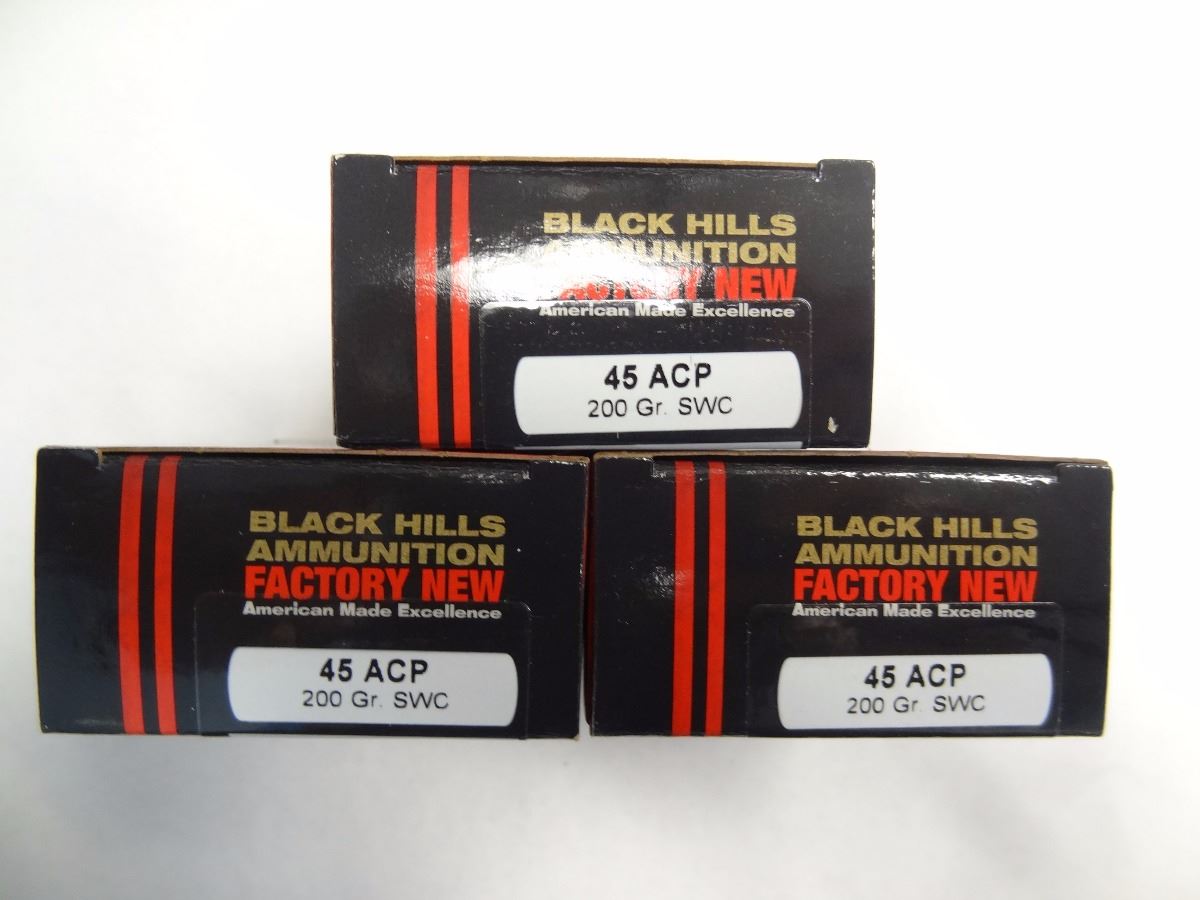 BLACK HILLS
AMMUNITION
FACTORY NEW
American Made Excellence
45 ACP
200 Gr. SWC
BLACK HILLS
AMMUNITION
FACTORY NEW
American Made Excellence
45 ACP
200 Gr. SWC
BLACK HILLS
AMMUNITION
FACTORY NEW
American Made Excellence
45 ACP
200 Gr. SWC